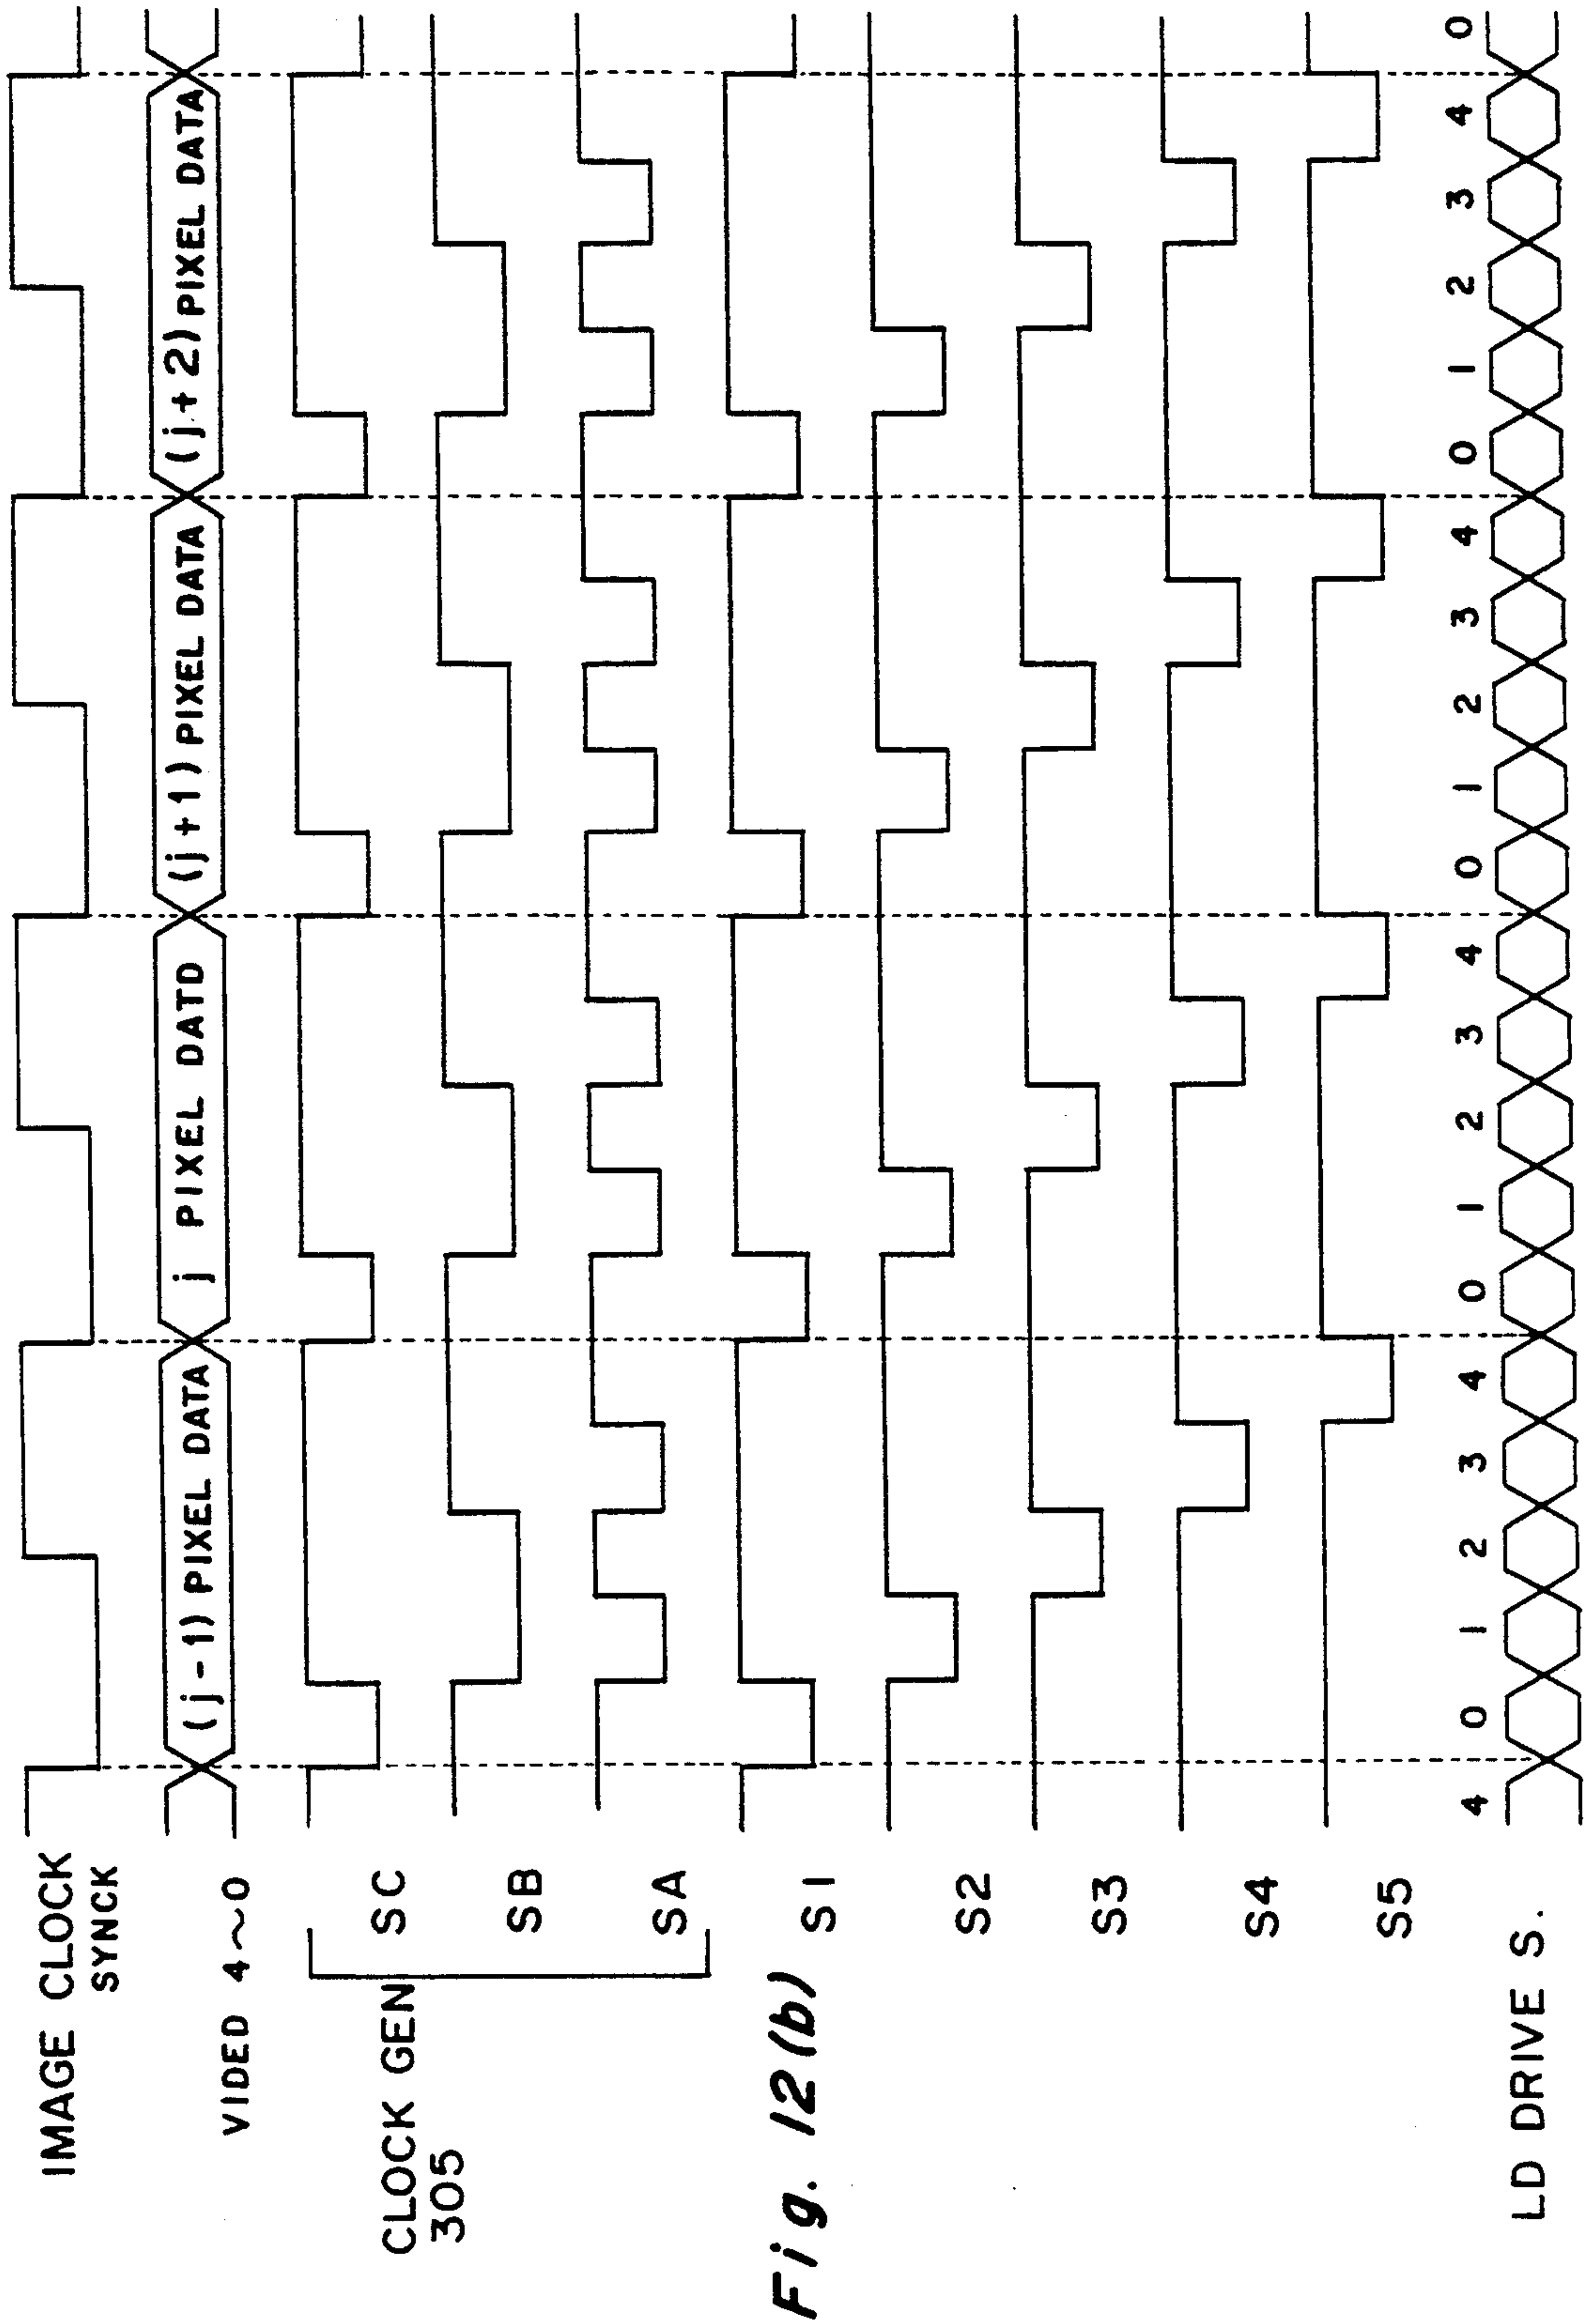 IMAGE CLOCK
SYNCK
VIDED 4~0
(j-1) PIXEL DATA
j PIXEL DATD
(j+1) PIXEL DATA
(j+2) PIXEL DATA
CLOCK GEN
305
SC
SB
SA
S1
S2
S3
S4
S5
LD DRIVE S.
4 0 1 2 3 4 0 1 2 3 4 0 1 2 3 4 0 1 2 3 4 0
Fig. 12(b)